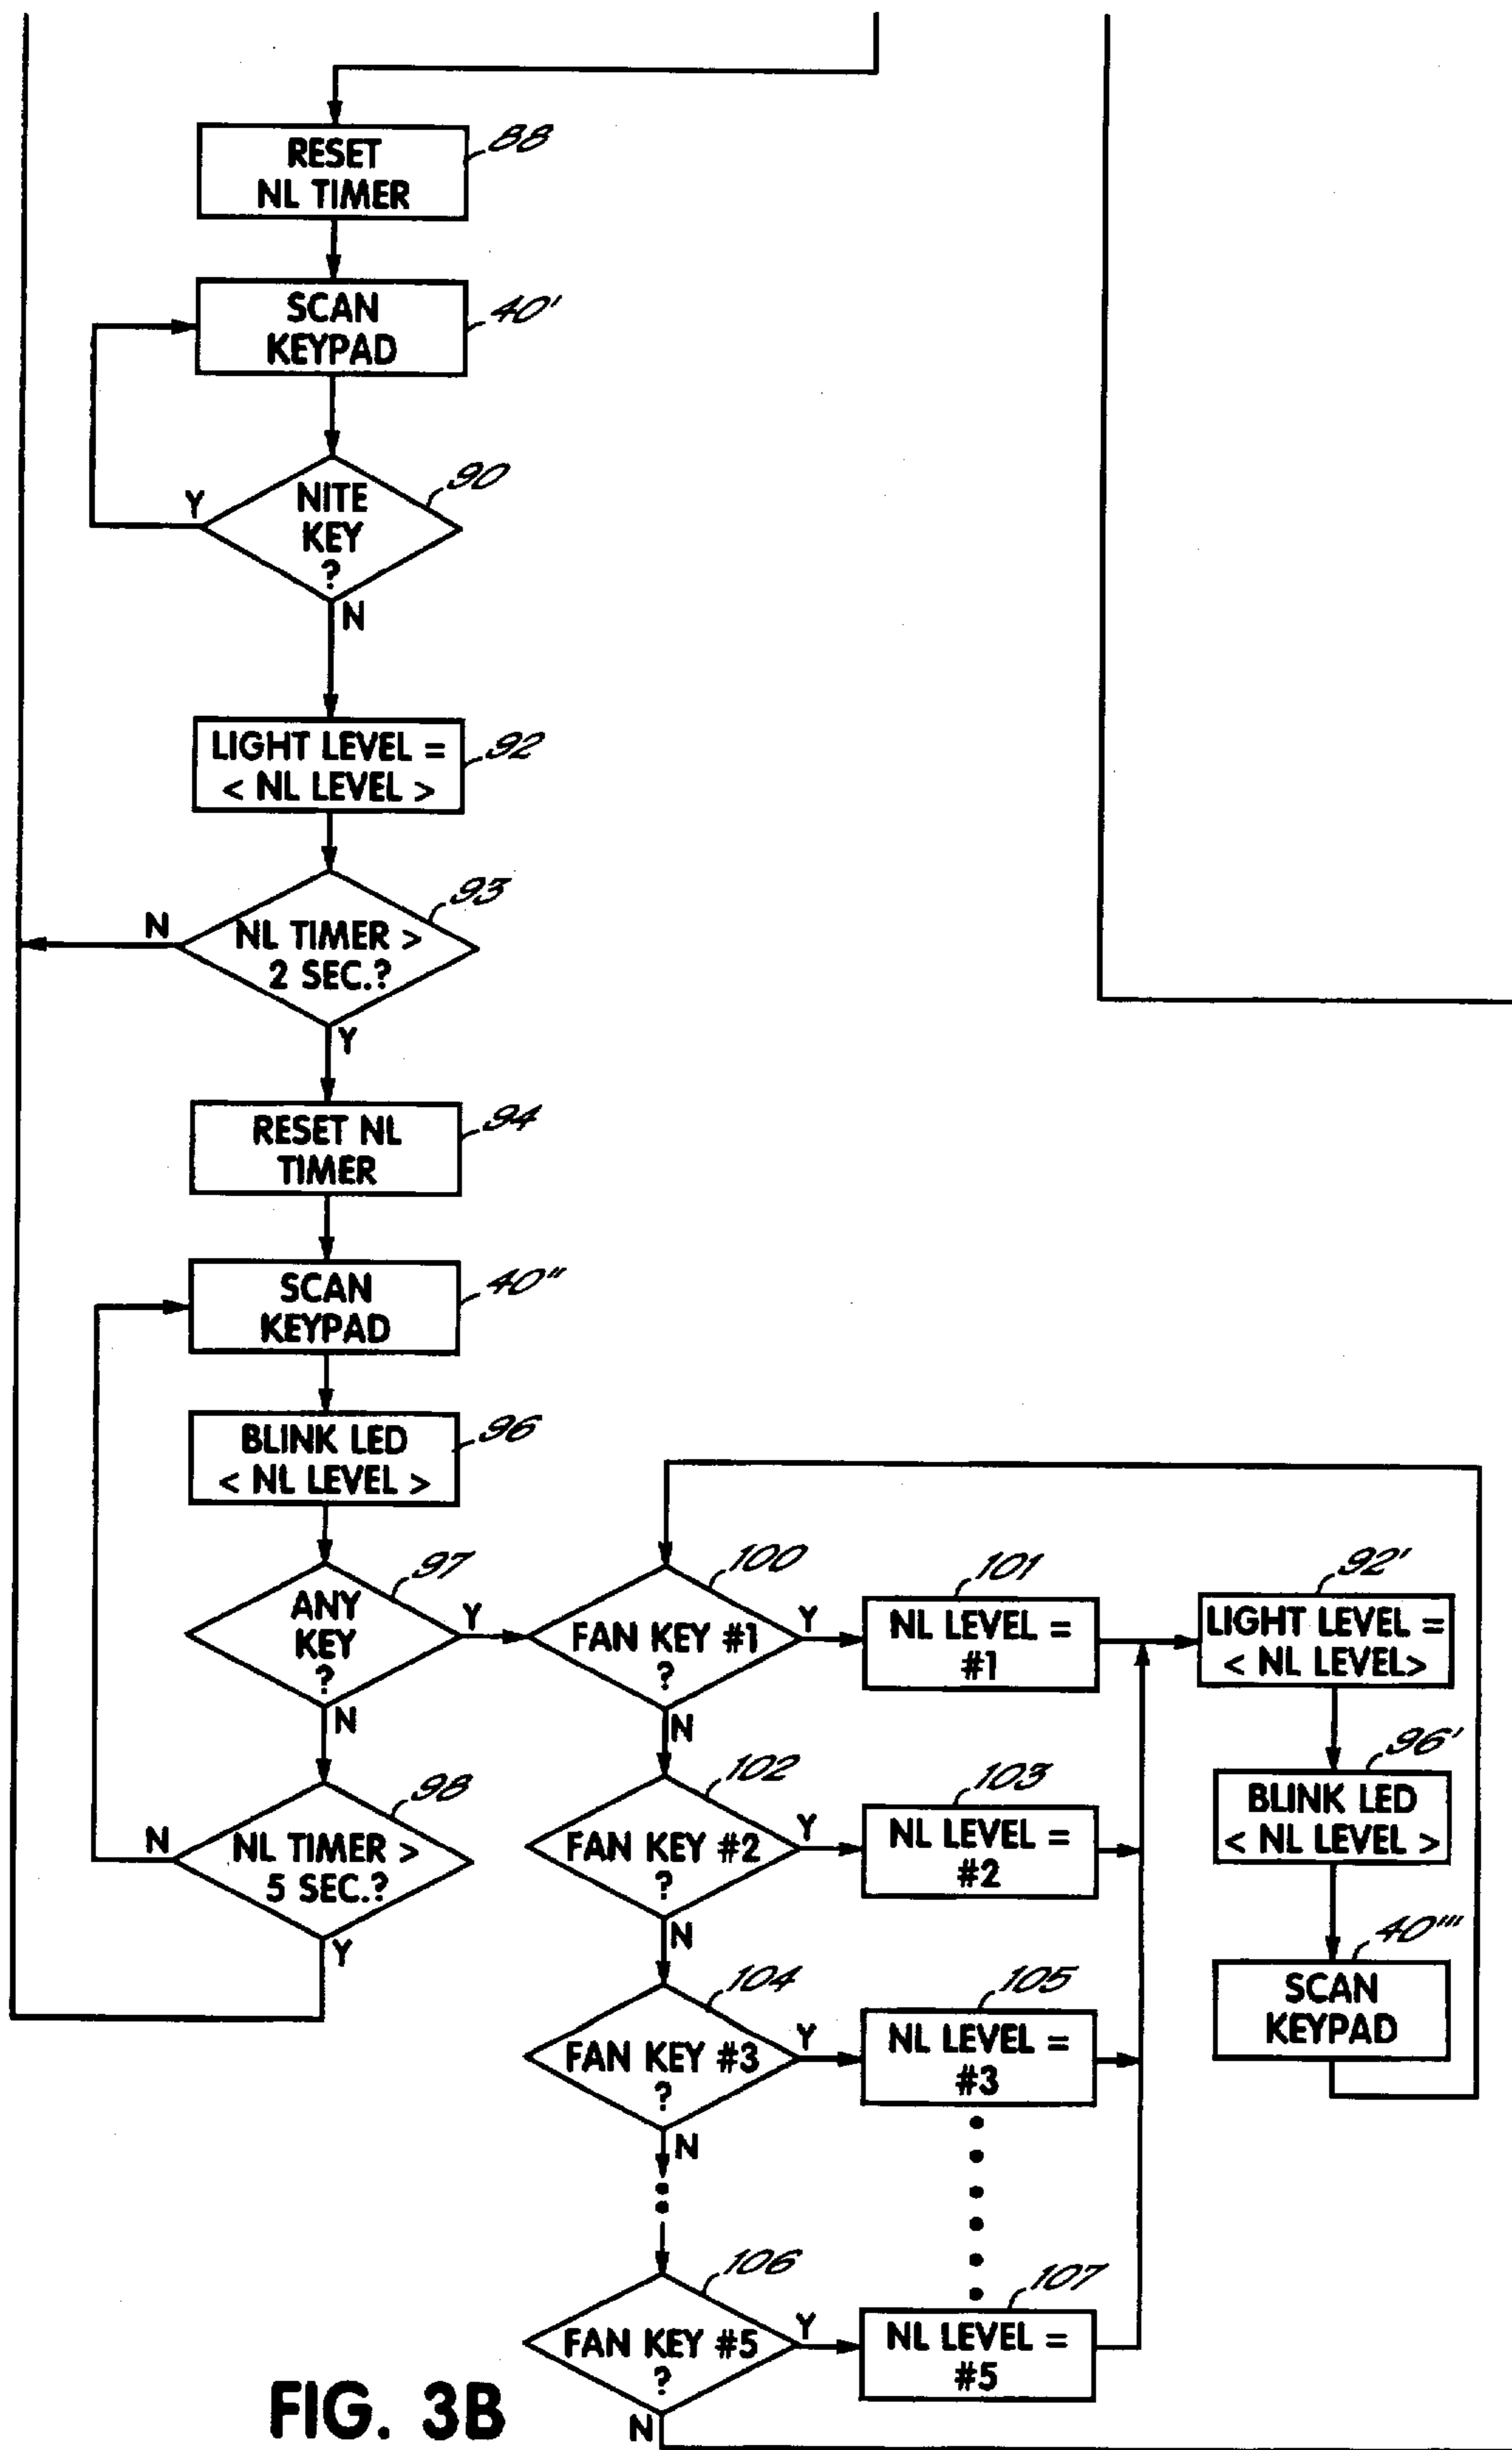 88
RESET
NL TIMER
SCAN
KEYPAD
40'
90
Y
NITE
KEY
?
N
LIGHT LEVEL =
< NL LEVEL >
92
93
N
NL TIMER >
2 SEC.?
Y
RESET NL
TIMER
94
SCAN
KEYPAD
40"
BLINK LED
< NL LEVEL >
96
97
ANY
KEY
?
Y
N
98
N
NL TIMER >
5 SEC.?
Y
100
FAN KEY #1
?
Y
N
101
NL LEVEL =
#1
92'
LIGHT LEVEL =
< NL LEVEL>
96'
BLINK LED
< NL LEVEL >
40'''
SCAN
KEYPAD
102
FAN KEY #2
?
Y
N
103
NL LEVEL =
#2
104
FAN KEY #3
?
Y
N
105
NL LEVEL =
#3
106
FAN KEY #5
?
Y
N
107
NL LEVEL =
#5
FIG. 3B